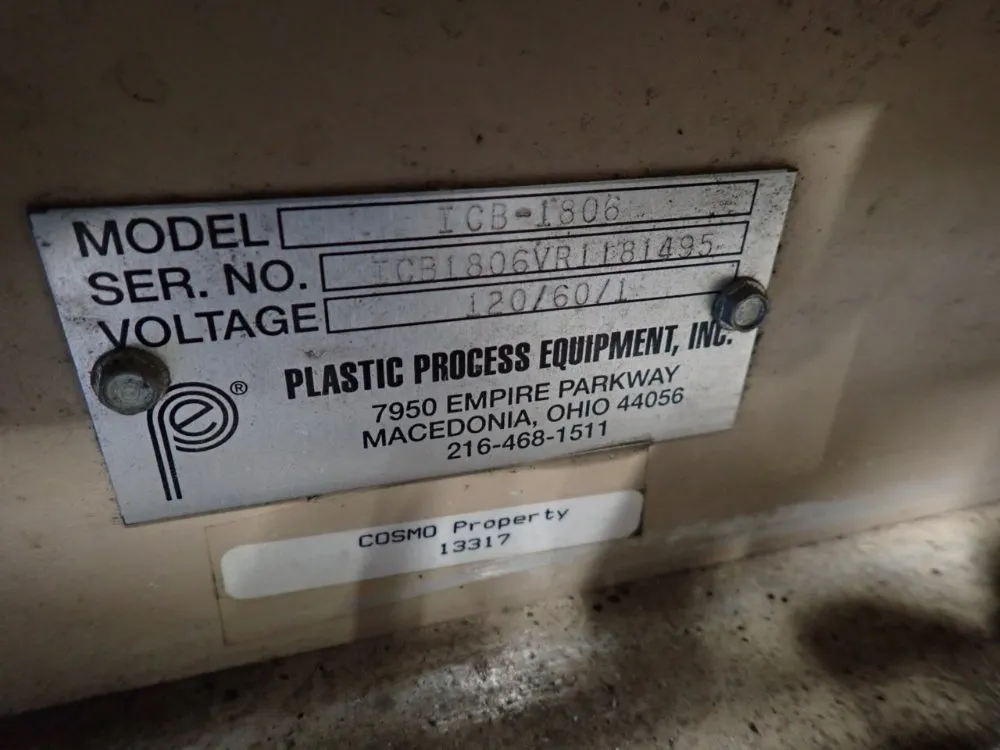 MODEL ICB-1806
SER. NO. ICB1806VR1181495
VOLTAGE 120/60/1
ppe ®
PLASTIC PROCESS EQUIPMENT, INC.
7950 EMPIRE PARKWAY
MACEDONIA, OHIO 44056
216-468-1511
COSMO Property
13317